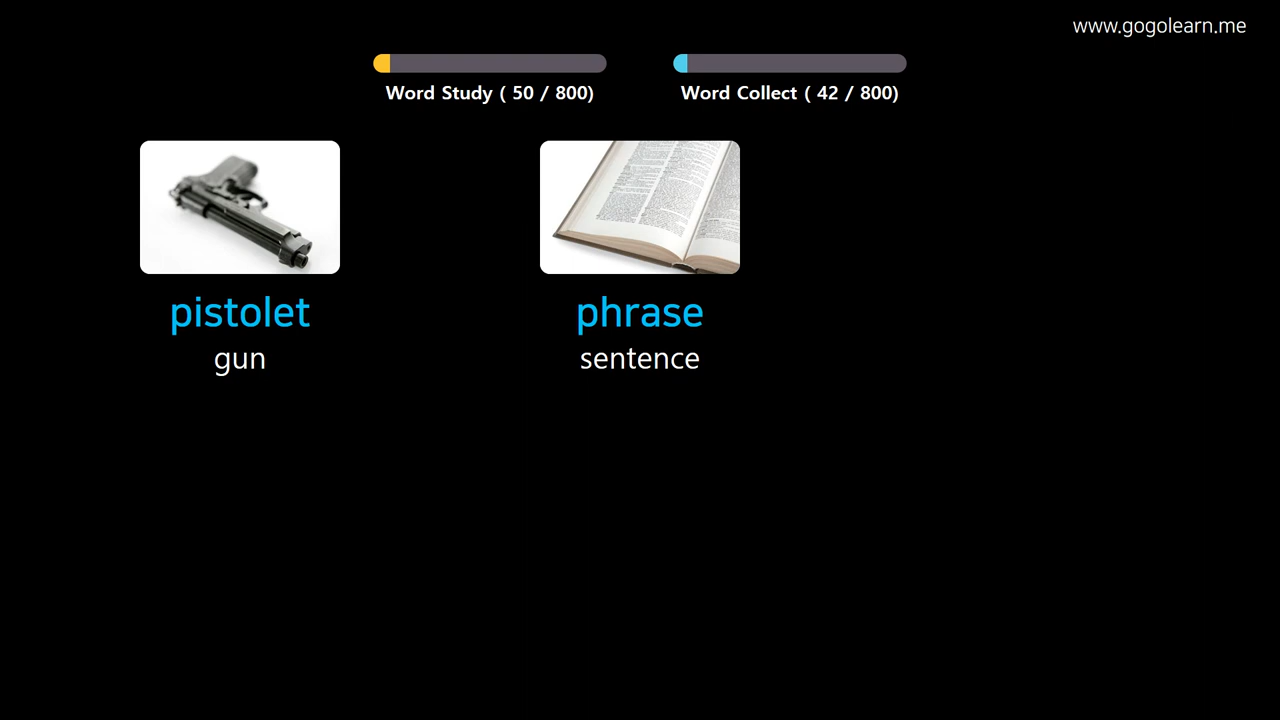 www.gogolearn.me
Word Study ( 50 / 800)
Word Collect ( 42 / 800)
pistolet
gun
phrase
sentence